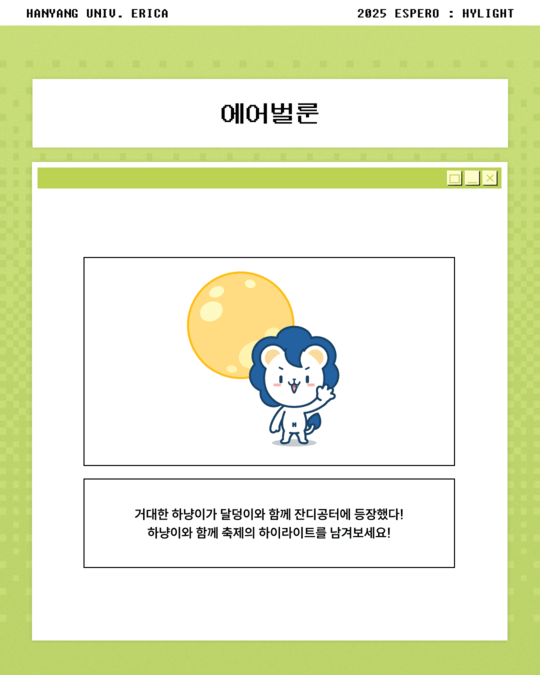 HANYANG UNIV. ERICA
2025 ESPERO : HYLIGHT
에어벌룬
거대한 하냥이가 달덩이와 함께 잔디공터에 등장했다!
하냥이와 함께 축제의 하이라이트를 남겨보세요!